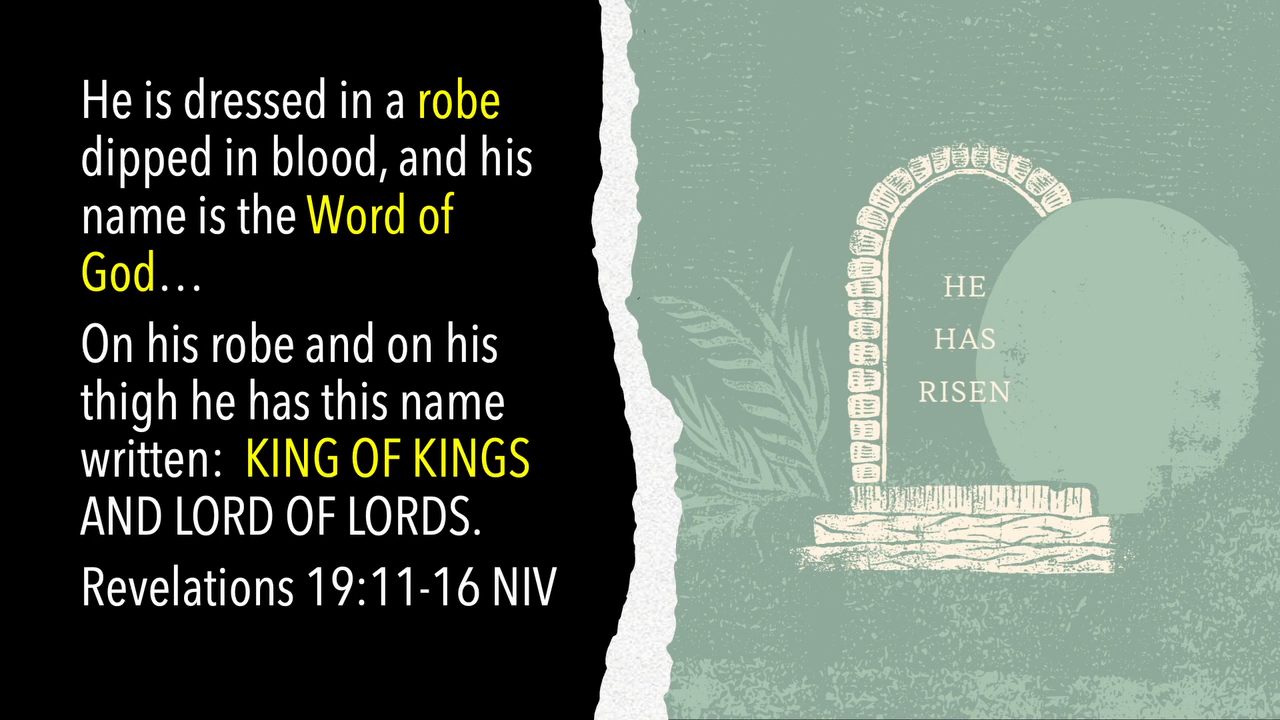 He is dressed in a robe
dipped in blood, and his
name is the Word of
God…
On his robe and on his
thigh he has this name
written:  KING OF KINGS
AND LORD OF LORDS.
Revelations 19:11-16 NIV
HE
HAS
RISEN